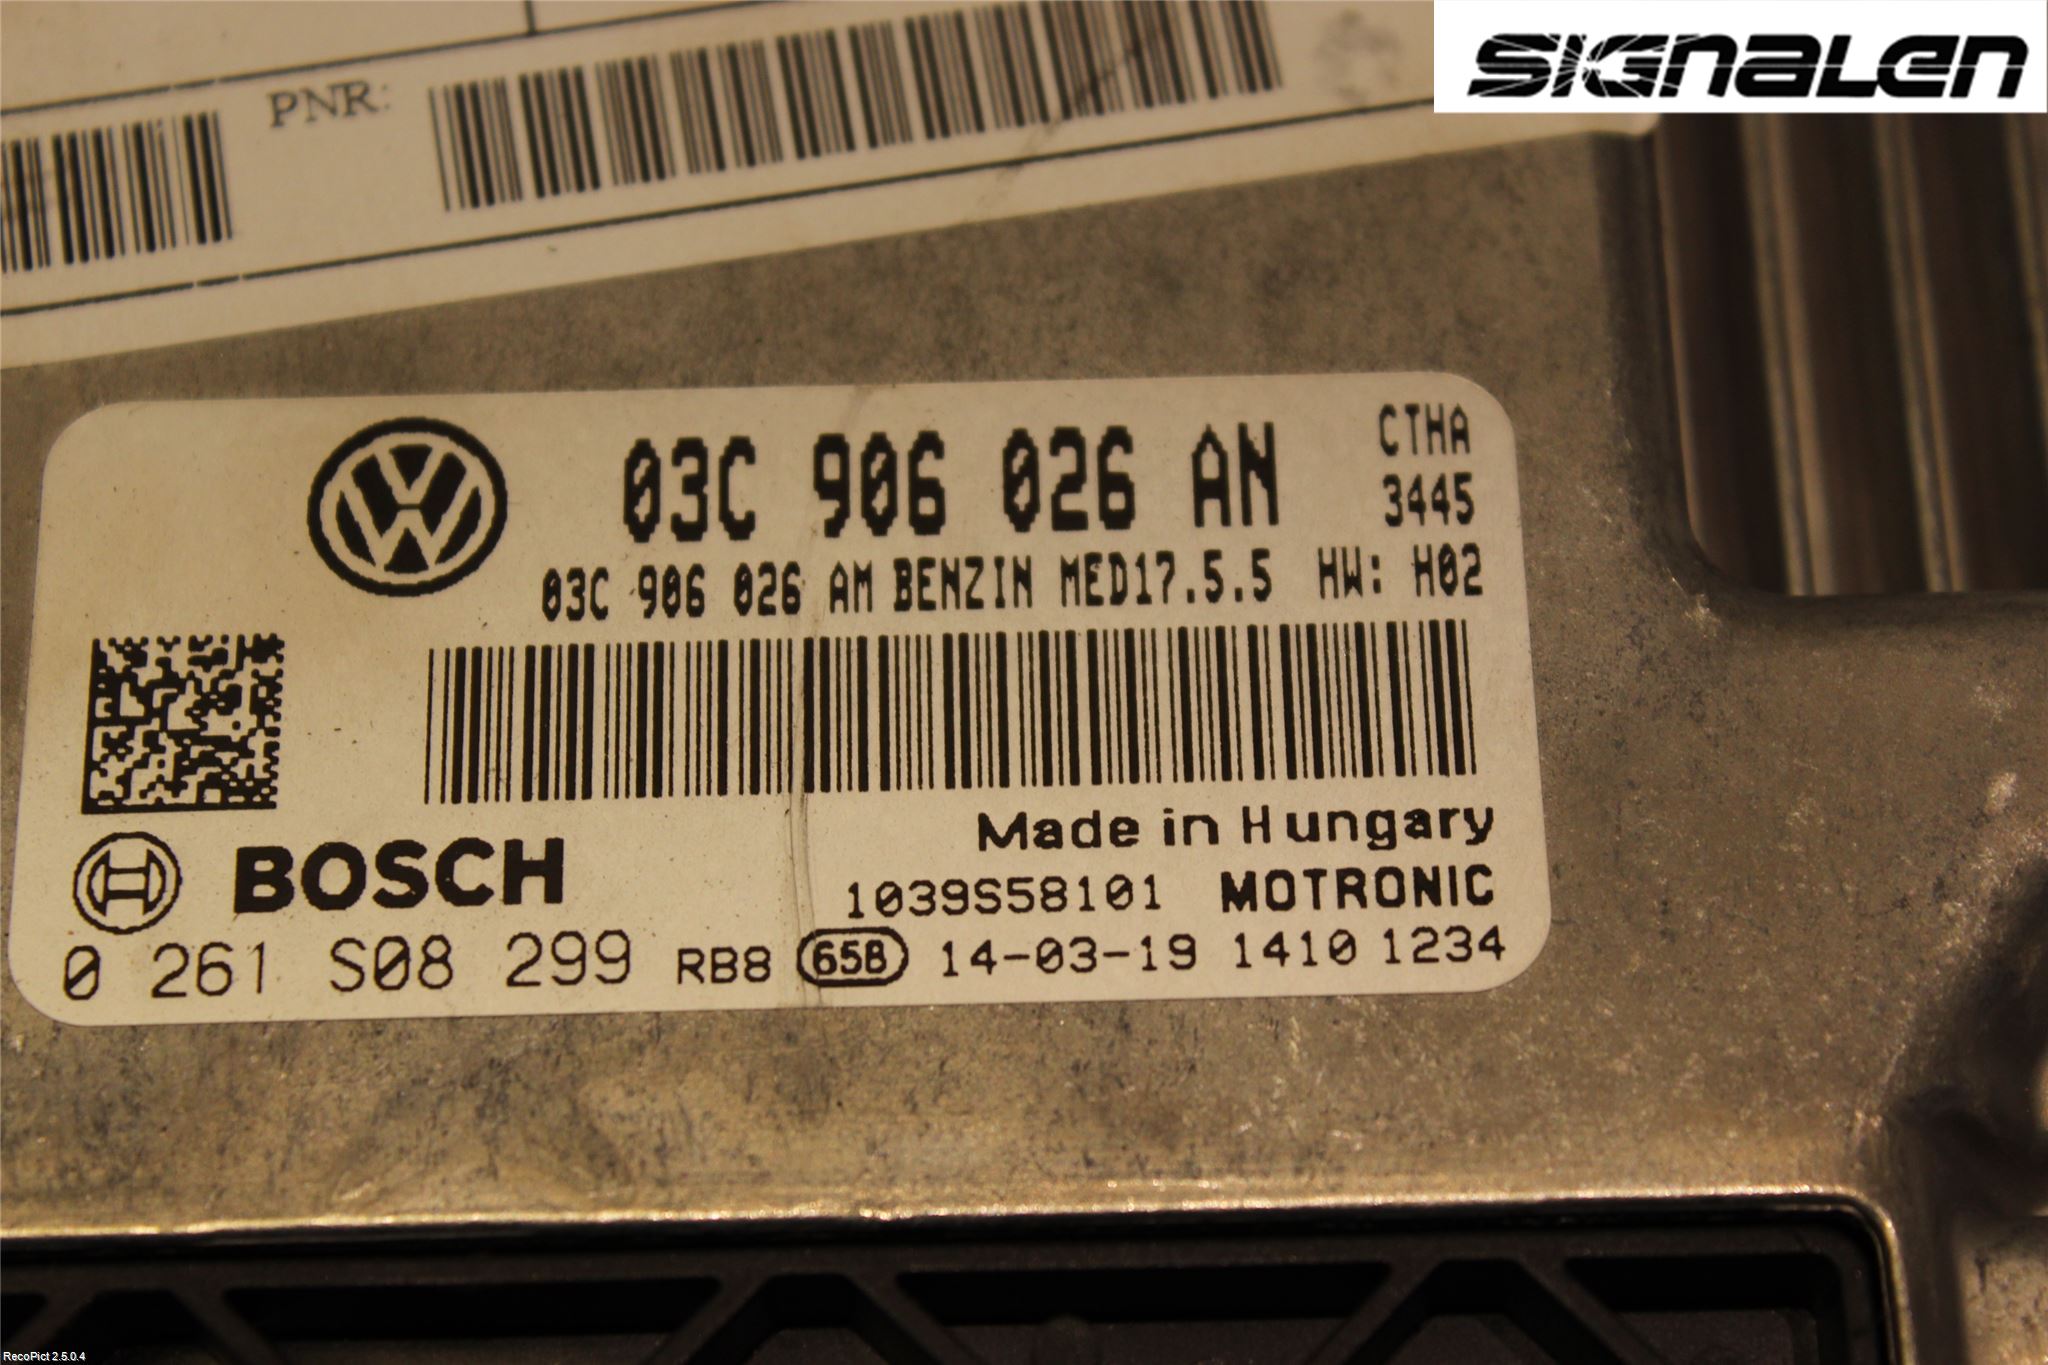 SIGNALEN
PNR:
03C 906 026 AN
CTHA
3445
03C 906 026 AM BENZIN MED17.5.5 HW: H02
Made in Hungary
BOSCH
1039S58101 MOTRONIC
0 261 S08 299 RB8 65B 14-03-19 1410 1234
RecoPict 2.5.0.4